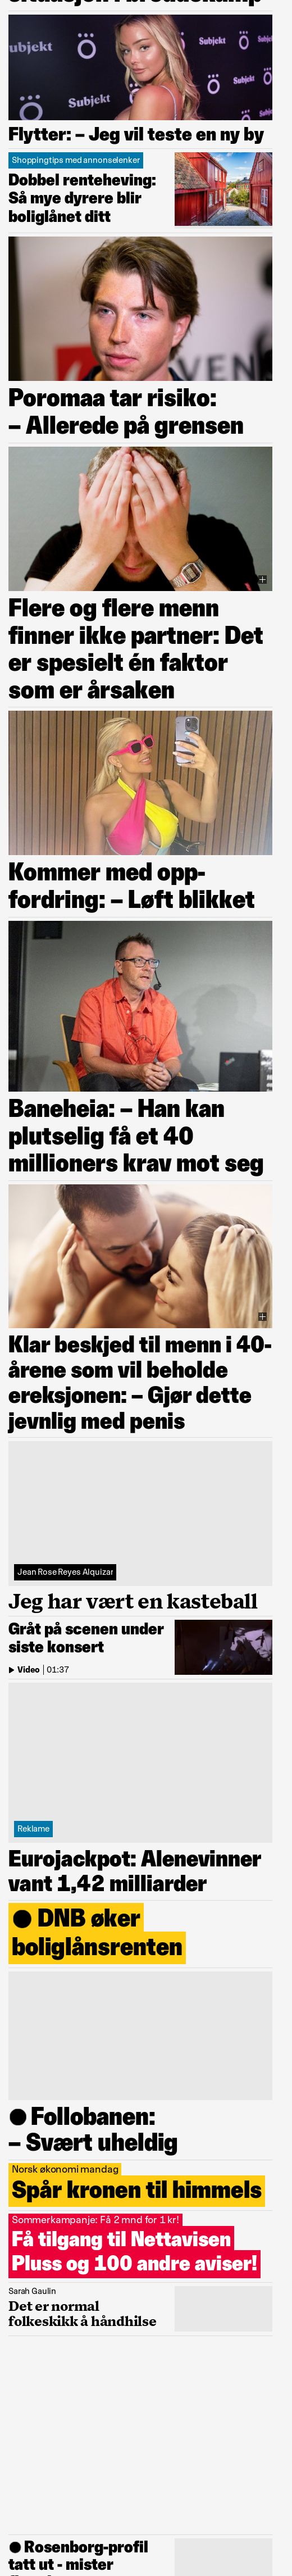 Subjekt
Subjekt
Subjekt
Flytter: – Jeg vil teste en ny by
Shoppingtips med annonselenker
Dobbel renteheving:
Så mye dyrere blir
boliglånet ditt
Poromaa tar risiko:
– Allerede på grensen
Flere og flere menn
finner ikke partner: Det
er spesielt én faktor
som er årsaken
Kommer med opp-
fordring: – Løft blikket
Baneheia: – Han kan
plutselig få et 40
millioners krav mot seg
Klar beskjed til menn i 40-
årene som vil beholde
ereksjonen: – Gjør dette
jevnlig med penis
Jean Rose Reyes Alquizar
Jeg har vært en kasteball
Gråt på scenen under
siste konsert
Video | 01:37
Reklame
Eurojackpot: Alenevinner
vant 1,42 milliarder
DNB øker
boliglånsrenten
Follobanen:
– Svært uheldig
Norsk økonomi mandag
Spår kronen til himmels
Sommerkampanje: Få 2 mnd for 1 kr!
Få tilgang til Nettavisen
Pluss og 100 andre aviser!
Sarah Gaulin
Det er normal
folkeskikk å håndhilse
Rosenborg-profil
tatt ut - mister